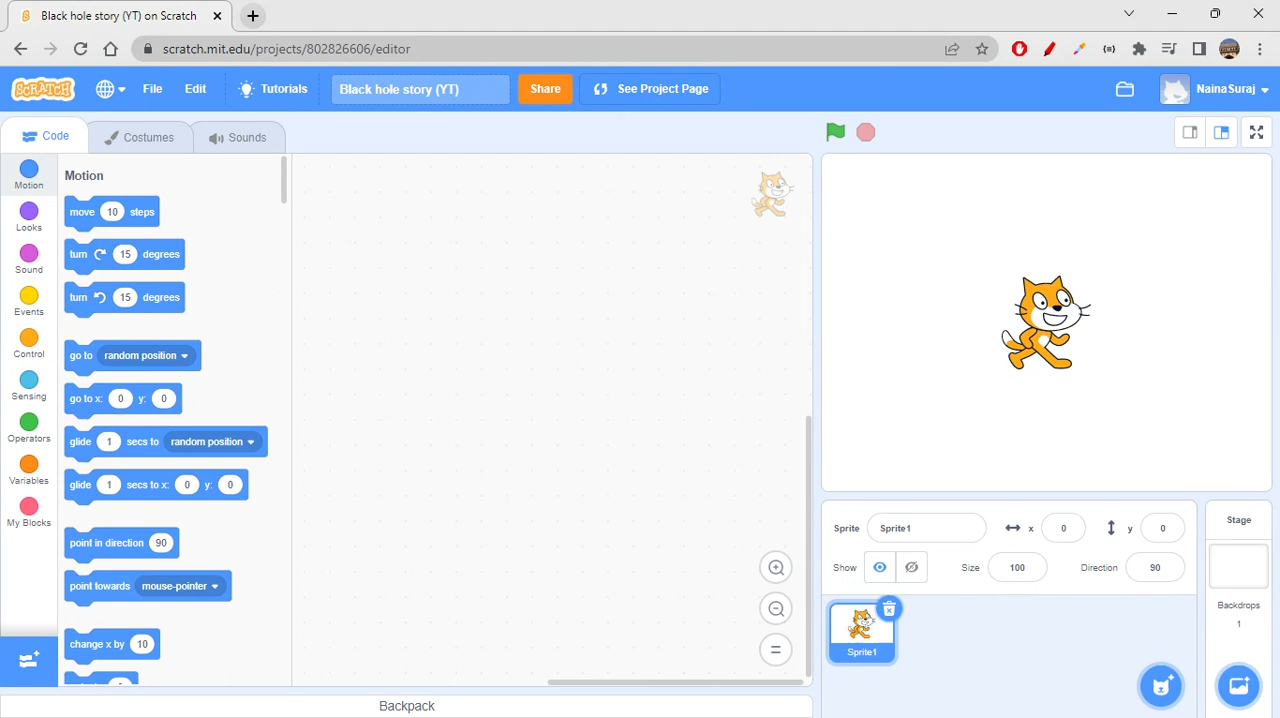 Black hole story (YT) on Scratch
scratch.mit.edu/projects/802826606/editor
SCRATCH File Edit Tutorials Black hole story (YT) Share See Project Page NainaSuraj
Code Costumes Sounds
Motion
Looks
Sound
Events
Control
Sensing
Operators
Variables
My Blocks
Motion
move 10 steps
turn 15 degrees
turn 15 degrees
go to random position
go to x: 0 y: 0
glide 1 secs to random position
glide 1 secs to x: 0 y: 0
point in direction 90
point towards mouse-pointer
change x by 10
Backpack
Sprite Sprite1 x 0 y 0
Show Size 100 Direction 90
Sprite1
Stage
Backdrops
1